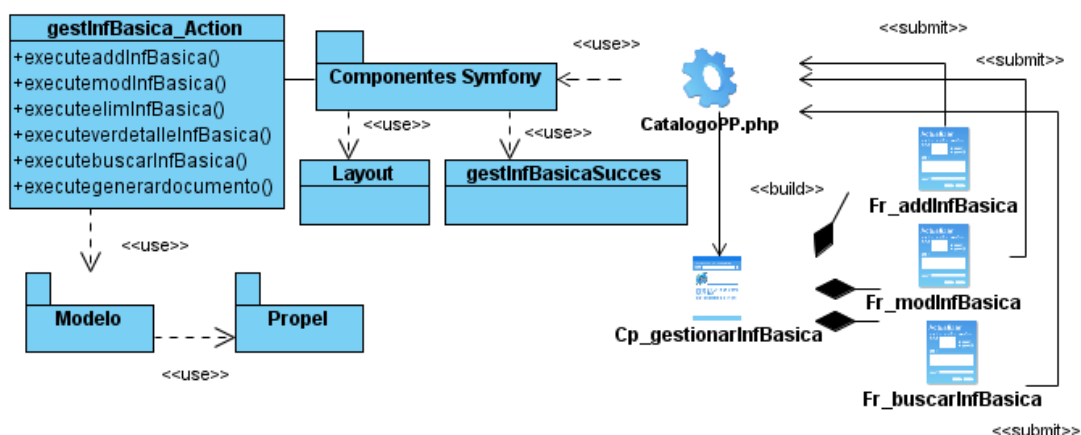 gestInfBasica_Action
+executeaddInfBasica()
+executemodInfBasica()
+executeelimInfBasica()
+executeverdetalleInfBasica()
+executebuscarInfBasica()
+executegenerardocumento()
<<use>>
Modelo
<<use>>
Propel
Componentes Symfony
<<use>>
<<use>>
<<use>>
Layout
gestInfBasicaSucces
CatalogoPP.php
<<submit>>
<<submit>>
<<build>>
Fr_addInfBasica
Fr_modInfBasica
Cp_gestionarInfBasica
Fr_buscarInfBasica
<<submit>>